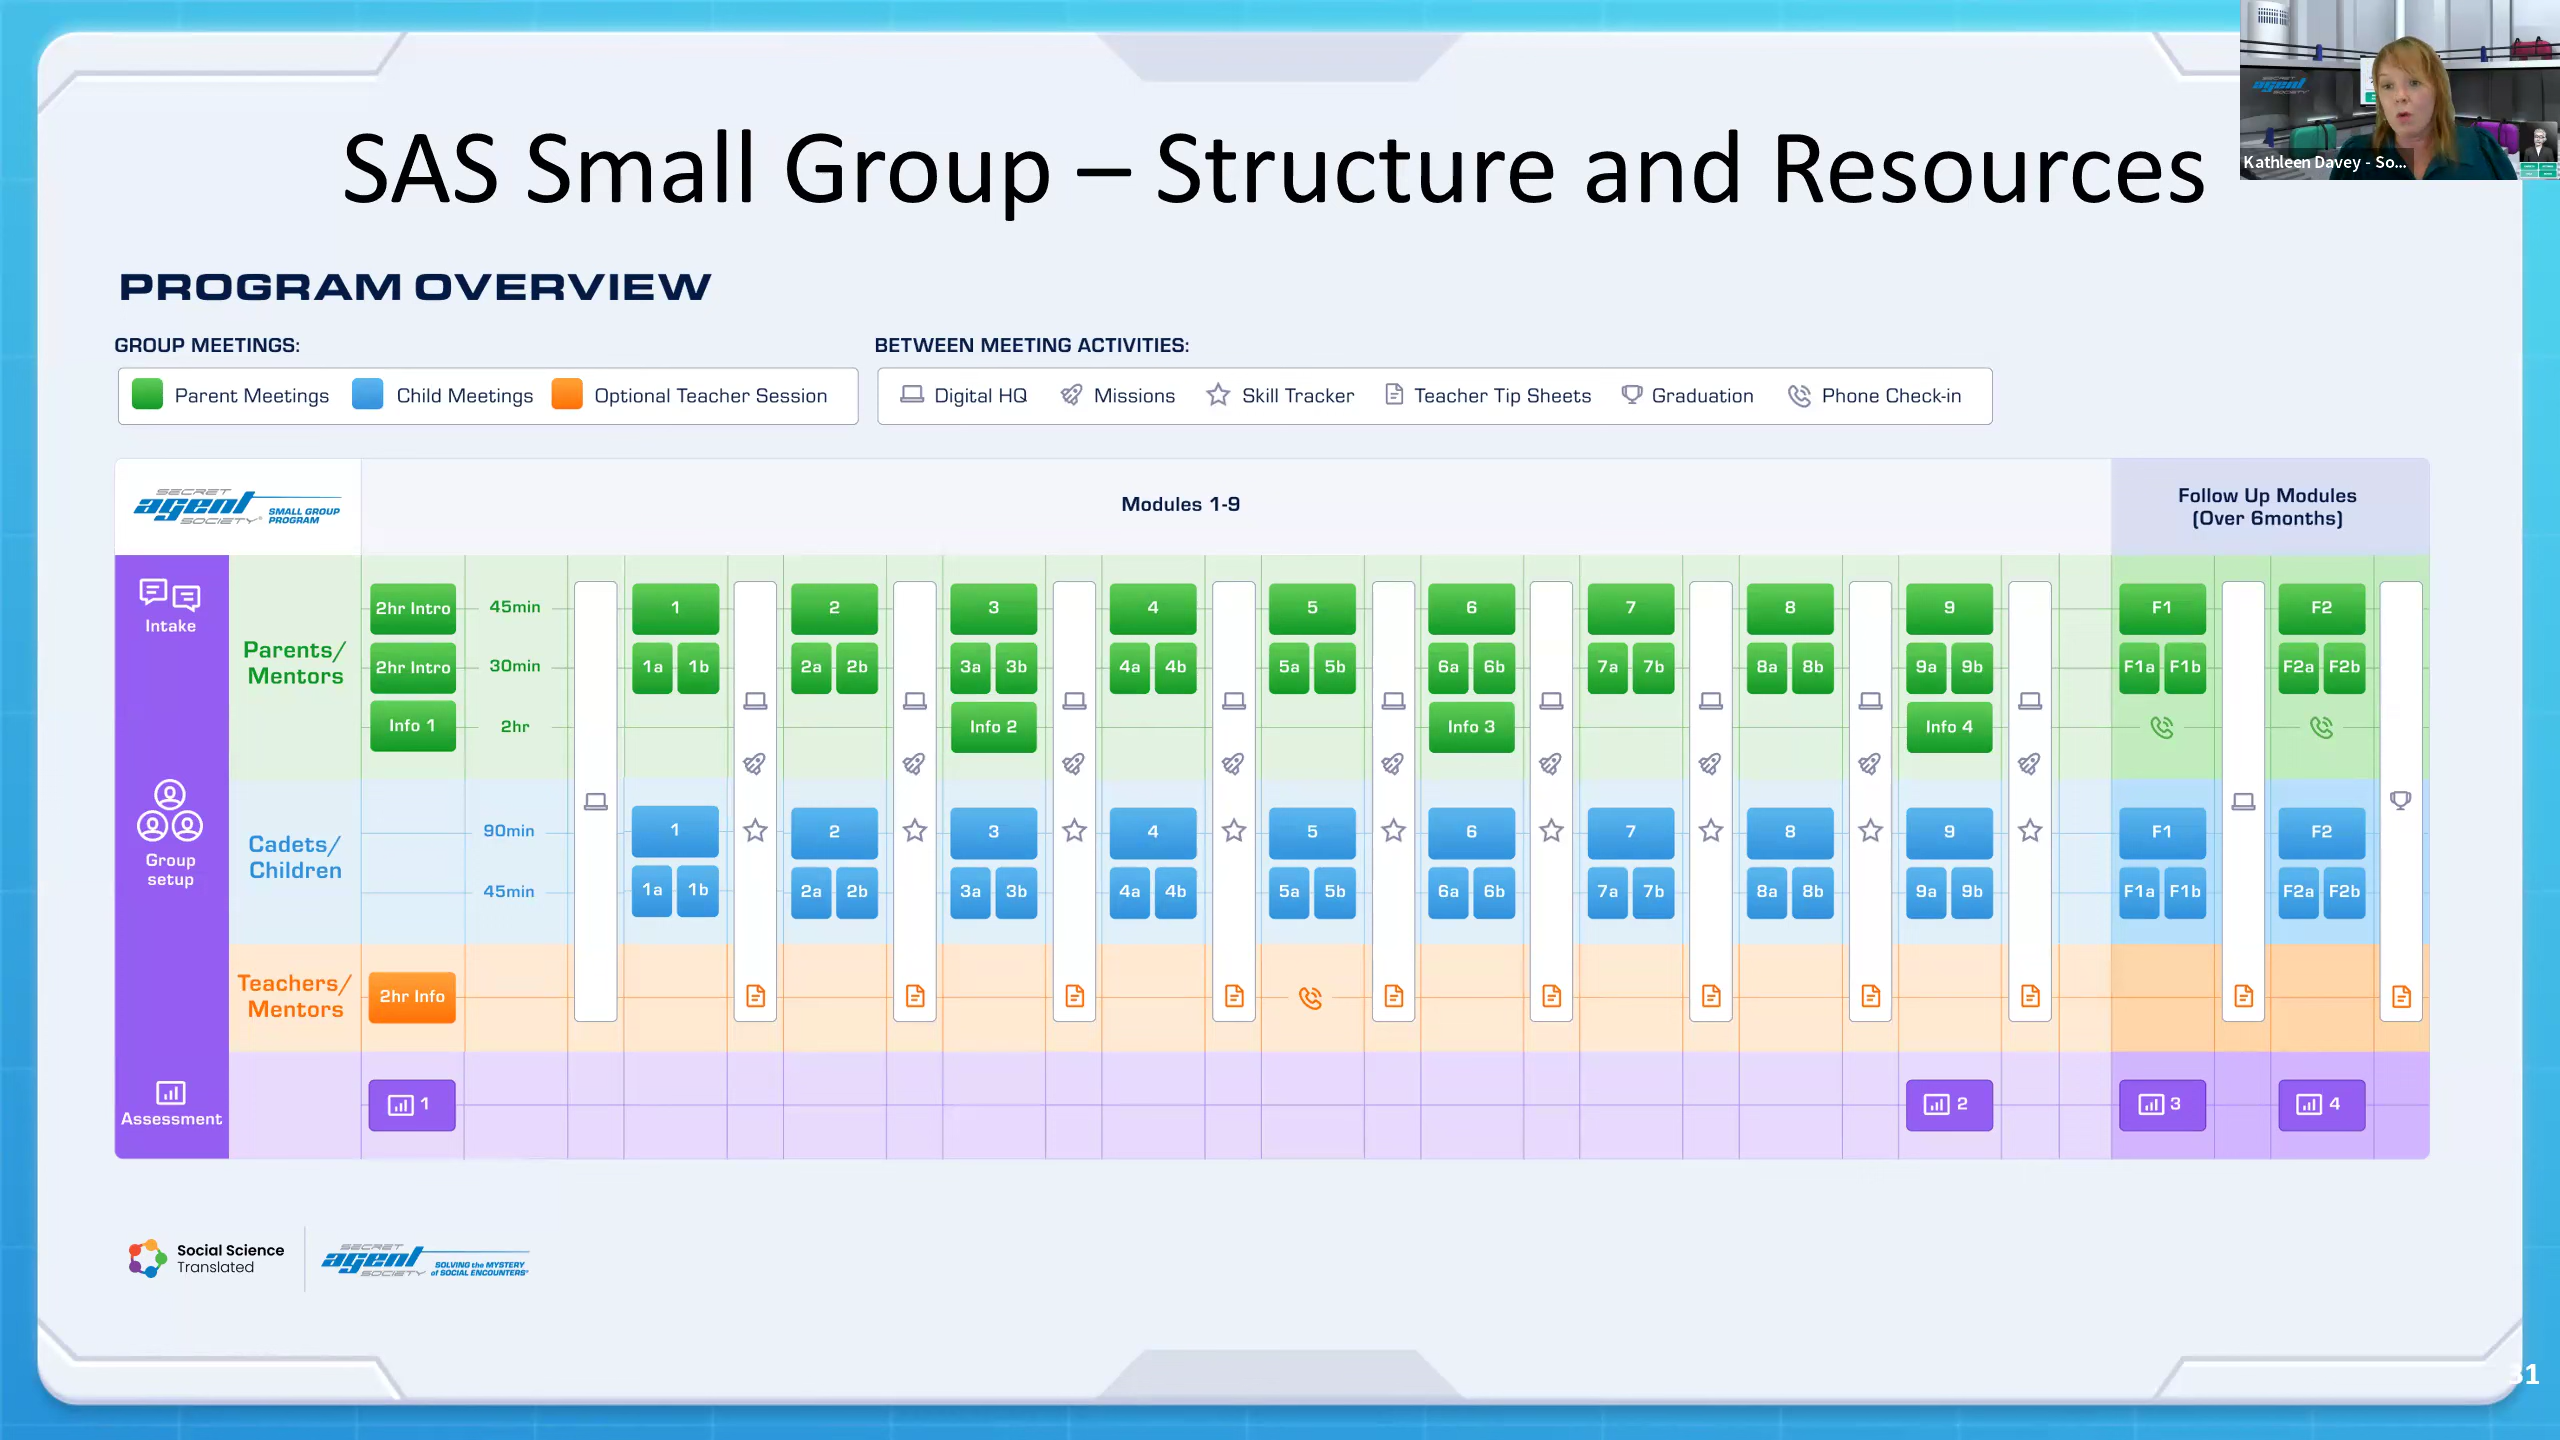 SAS Small Group – Structure and Resources
Kathleen Davey - So...
PROGRAM OVERVIEW
GROUP MEETINGS:
Parent Meetings
Child Meetings
Optional Teacher Session
BETWEEN MEETING ACTIVITIES:
Digital HQ
Missions
Skill Tracker
Teacher Tip Sheets
Graduation
Phone Check-in
SECRET
agent
SOCIETY®
SMALL GROUP
PROGRAM
Modules 1-9
Follow Up Modules
(Over 6months)
Intake
Group
setup
Assessment
Parents/
Mentors
2hr Intro 45min 1 2 3 4 5 6 7 8 9 F1 F2
2hr Intro 30min 1a 1b 2a 2b 3a 3b 4a 4b 5a 5b 6a 6b 7a 7b 8a 8b 9a 9b F1a F1b F2a F2b
Info 1 2hr Info 2 Info 3 Info 4
Cadets/
Children
90min 1 2 3 4 5 6 7 8 9 F1 F2
45min 1a 1b 2a 2b 3a 3b 4a 4b 5a 5b 6a 6b 7a 7b 8a 8b 9a 9b F1a F1b F2a F2b
Teachers/
Mentors
2hr Info
1 2 3 4
Social Science
Translated
SECRET
agent
SOCIETY
SOLVING the MYSTERY
of SOCIAL ENCOUNTERS®
31